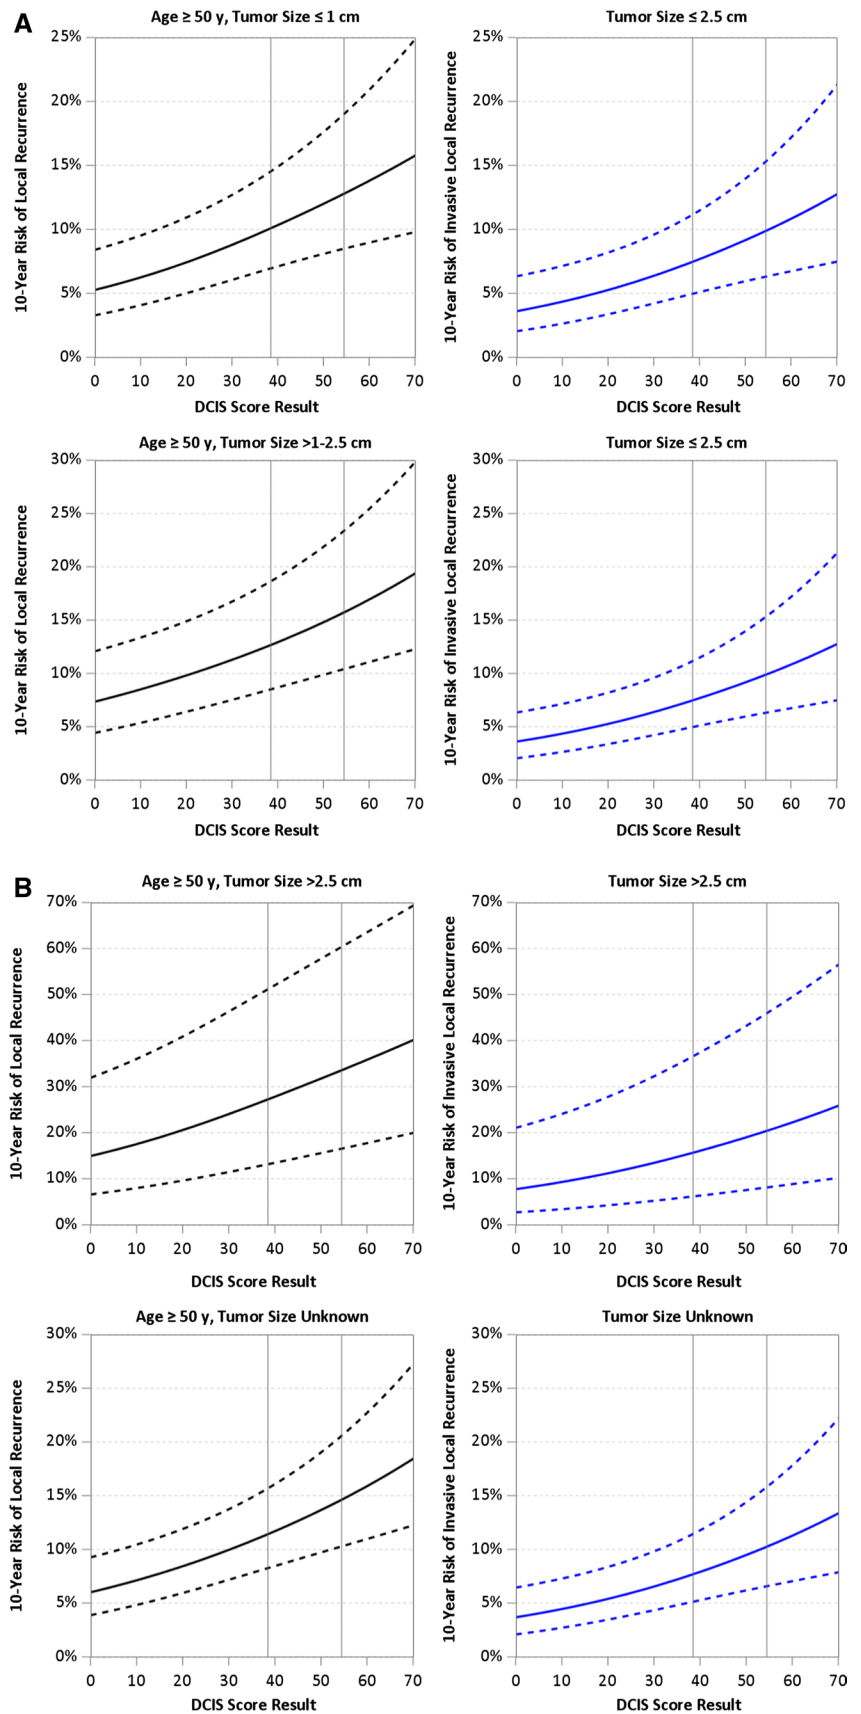 A
Age ≥ 50 y, Tumor Size ≤ 1 cm
10-Year Risk of Local Recurrence
25%
20%
15%
10%
5%
0%
0 10 20 30 40 50 60 70
DCIS Score Result
Tumor Size ≤ 2.5 cm
10-Year Risk of Invasive Local Recurrence
25%
20%
15%
10%
5%
0%
0 10 20 30 40 50 60 70
DCIS Score Result
Age ≥ 50 y, Tumor Size >1-2.5 cm
10-Year Risk of Local Recurrence
30%
25%
20%
15%
10%
5%
0%
0 10 20 30 40 50 60 70
DCIS Score Result
Tumor Size ≤ 2.5 cm
10-Year Risk of Invasive Local Recurrence
30%
25%
20%
15%
10%
5%
0%
0 10 20 30 40 50 60 70
DCIS Score Result
B
Age ≥ 50 y, Tumor Size >2.5 cm
10-Year Risk of Local Recurrence
70%
60%
50%
40%
30%
20%
10%
0%
0 10 20 30 40 50 60 70
DCIS Score Result
Tumor Size >2.5 cm
10-Year Risk of Invasive Local Recurrence
70%
60%
50%
40%
30%
20%
10%
0%
0 10 20 30 40 50 60 70
DCIS Score Result
Age ≥ 50 y, Tumor Size Unknown
10-Year Risk of Local Recurrence
30%
25%
20%
15%
10%
5%
0%
0 10 20 30 40 50 60 70
DCIS Score Result
Tumor Size Unknown
10-Year Risk of Invasive Local Recurrence
30%
25%
20%
15%
10%
5%
0%
0 10 20 30 40 50 60 70
DCIS Score Result